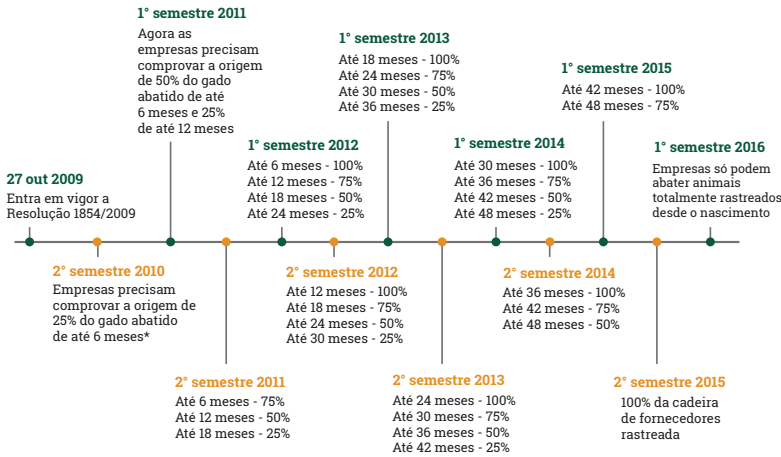 27 out 2009
Entra em vigor a
Resolução 1854/2009
2° semestre 2010
Empresas precisam
comprovar a origem de
25% do gado abatido
de até 6 meses*
1° semestre 2011
Agora as
empresas precisam
comprovar a origem
de 50% do gado
abatido de até
6 meses e 25%
de até 12 meses
2° semestre 2011
Até 6 meses - 75%
Até 12 meses - 50%
Até 18 meses - 25%
1° semestre 2012
Até 6 meses - 100%
Até 12 meses - 75%
Até 18 meses - 50%
Até 24 meses - 25%
2° semestre 2012
Até 12 meses - 100%
Até 18 meses - 75%
Até 24 meses - 50%
Até 30 meses - 25%
1° semestre 2013
Até 18 meses - 100%
Até 24 meses - 75%
Até 30 meses - 50%
Até 36 meses - 25%
2° semestre 2013
Até 24 meses - 100%
Até 30 meses - 75%
Até 36 meses - 50%
Até 42 meses - 25%
1° semestre 2014
Até 30 meses - 100%
Até 36 meses - 75%
Até 42 meses - 50%
Até 48 meses - 25%
2° semestre 2014
Até 36 meses - 100%
Até 42 meses - 75%
Até 48 meses - 50%
1° semestre 2015
Até 42 meses - 100%
Até 48 meses - 75%
2° semestre 2015
100% da cadeira
de fornecedores
rastreada
1° semestre 2016
Empresas só podem
abater animais
totalmente rastreados
desde o nascimento